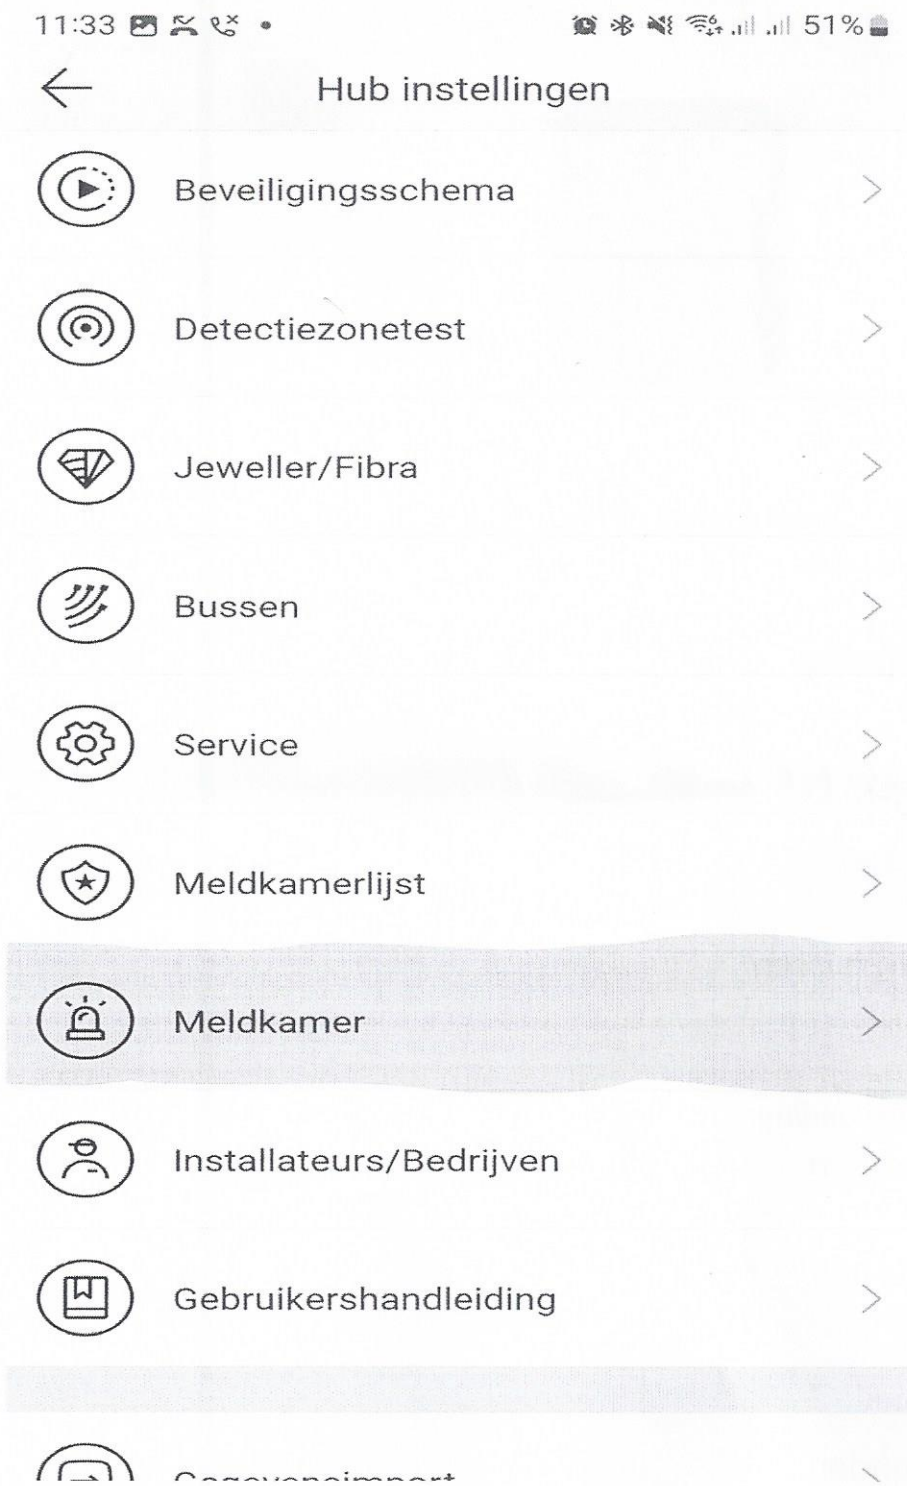 11:33 51%
Hub instellingen
Beveiligingsschema
Detectiezonetest
Jeweller/Fibra
Bussen
Service
Meldkamerlijst
Meldkamer
Installateurs/Bedrijven
Gebruikershandleiding